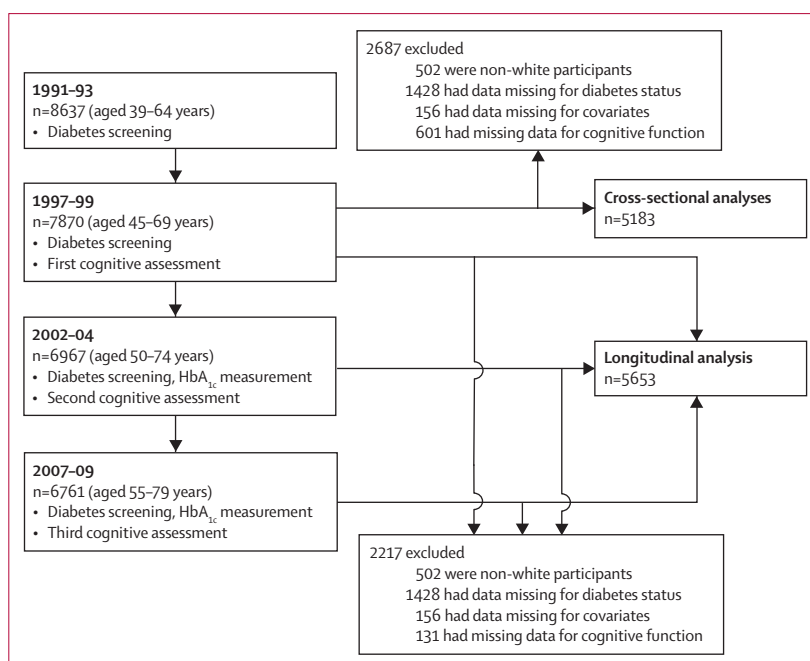 1991–93
n=8637 (aged 39–64 years)
• Diabetes screening
1997–99
n=7870 (aged 45–69 years)
• Diabetes screening
• First cognitive assessment
2002–04
n=6967 (aged 50–74 years)
• Diabetes screening, HbA1c measurement
• Second cognitive assessment
2007–09
n=6761 (aged 55–79 years)
• Diabetes screening, HbA1c measurement
• Third cognitive assessment
2687 excluded
502 were non-white participants
1428 had data missing for diabetes status
156 had data missing for covariates
601 had missing data for cognitive function
Cross-sectional analyses
n=5183
Longitudinal analysis
n=5653
2217 excluded
502 were non-white participants
1428 had data missing for diabetes status
156 had data missing for covariates
131 had missing data for cognitive function